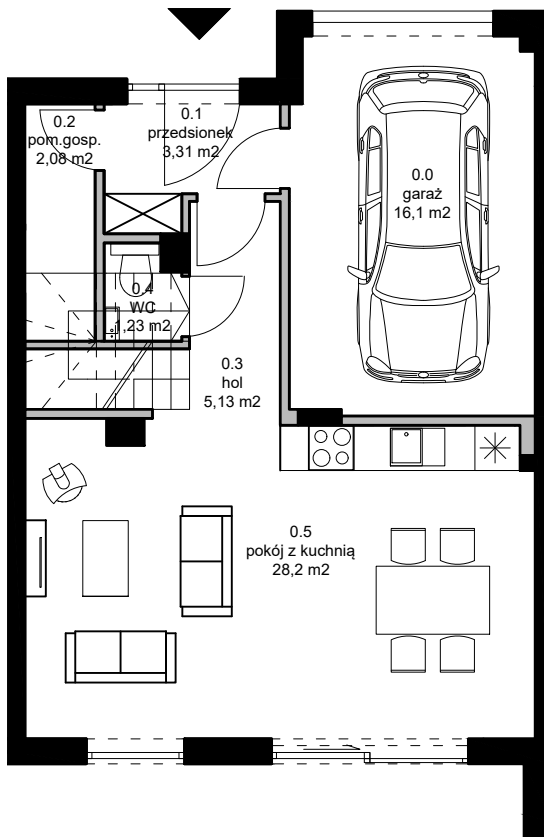 0.1
przedsionek
3,31 m2
0.2
pom.gosp.
2,08 m2
0.0
garaż
16,1 m2
0.4
WC
1,23 m2
0.3
hol
5,13 m2
0.5
pokój z kuchnią
28,2 m2